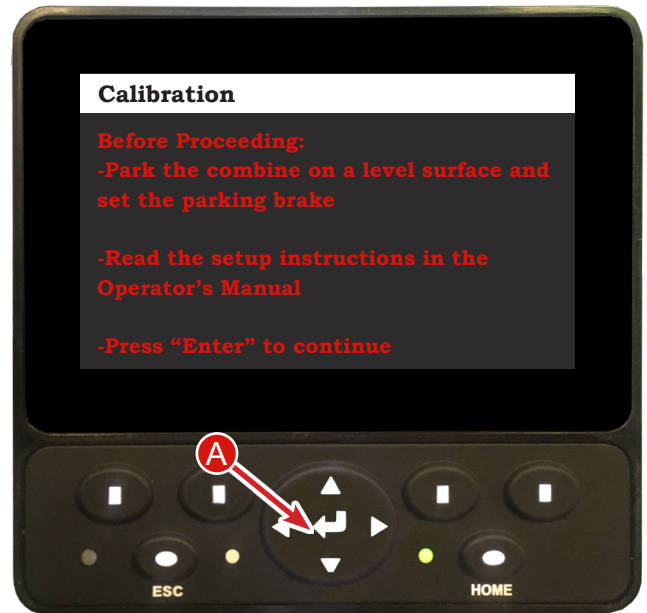 Calibration
Before Proceeding:
-Park the combine on a level surface and
set the parking brake
-Read the setup instructions in the
Operator’s Manual
-Press “Enter” to continue
A
ESC
HOME